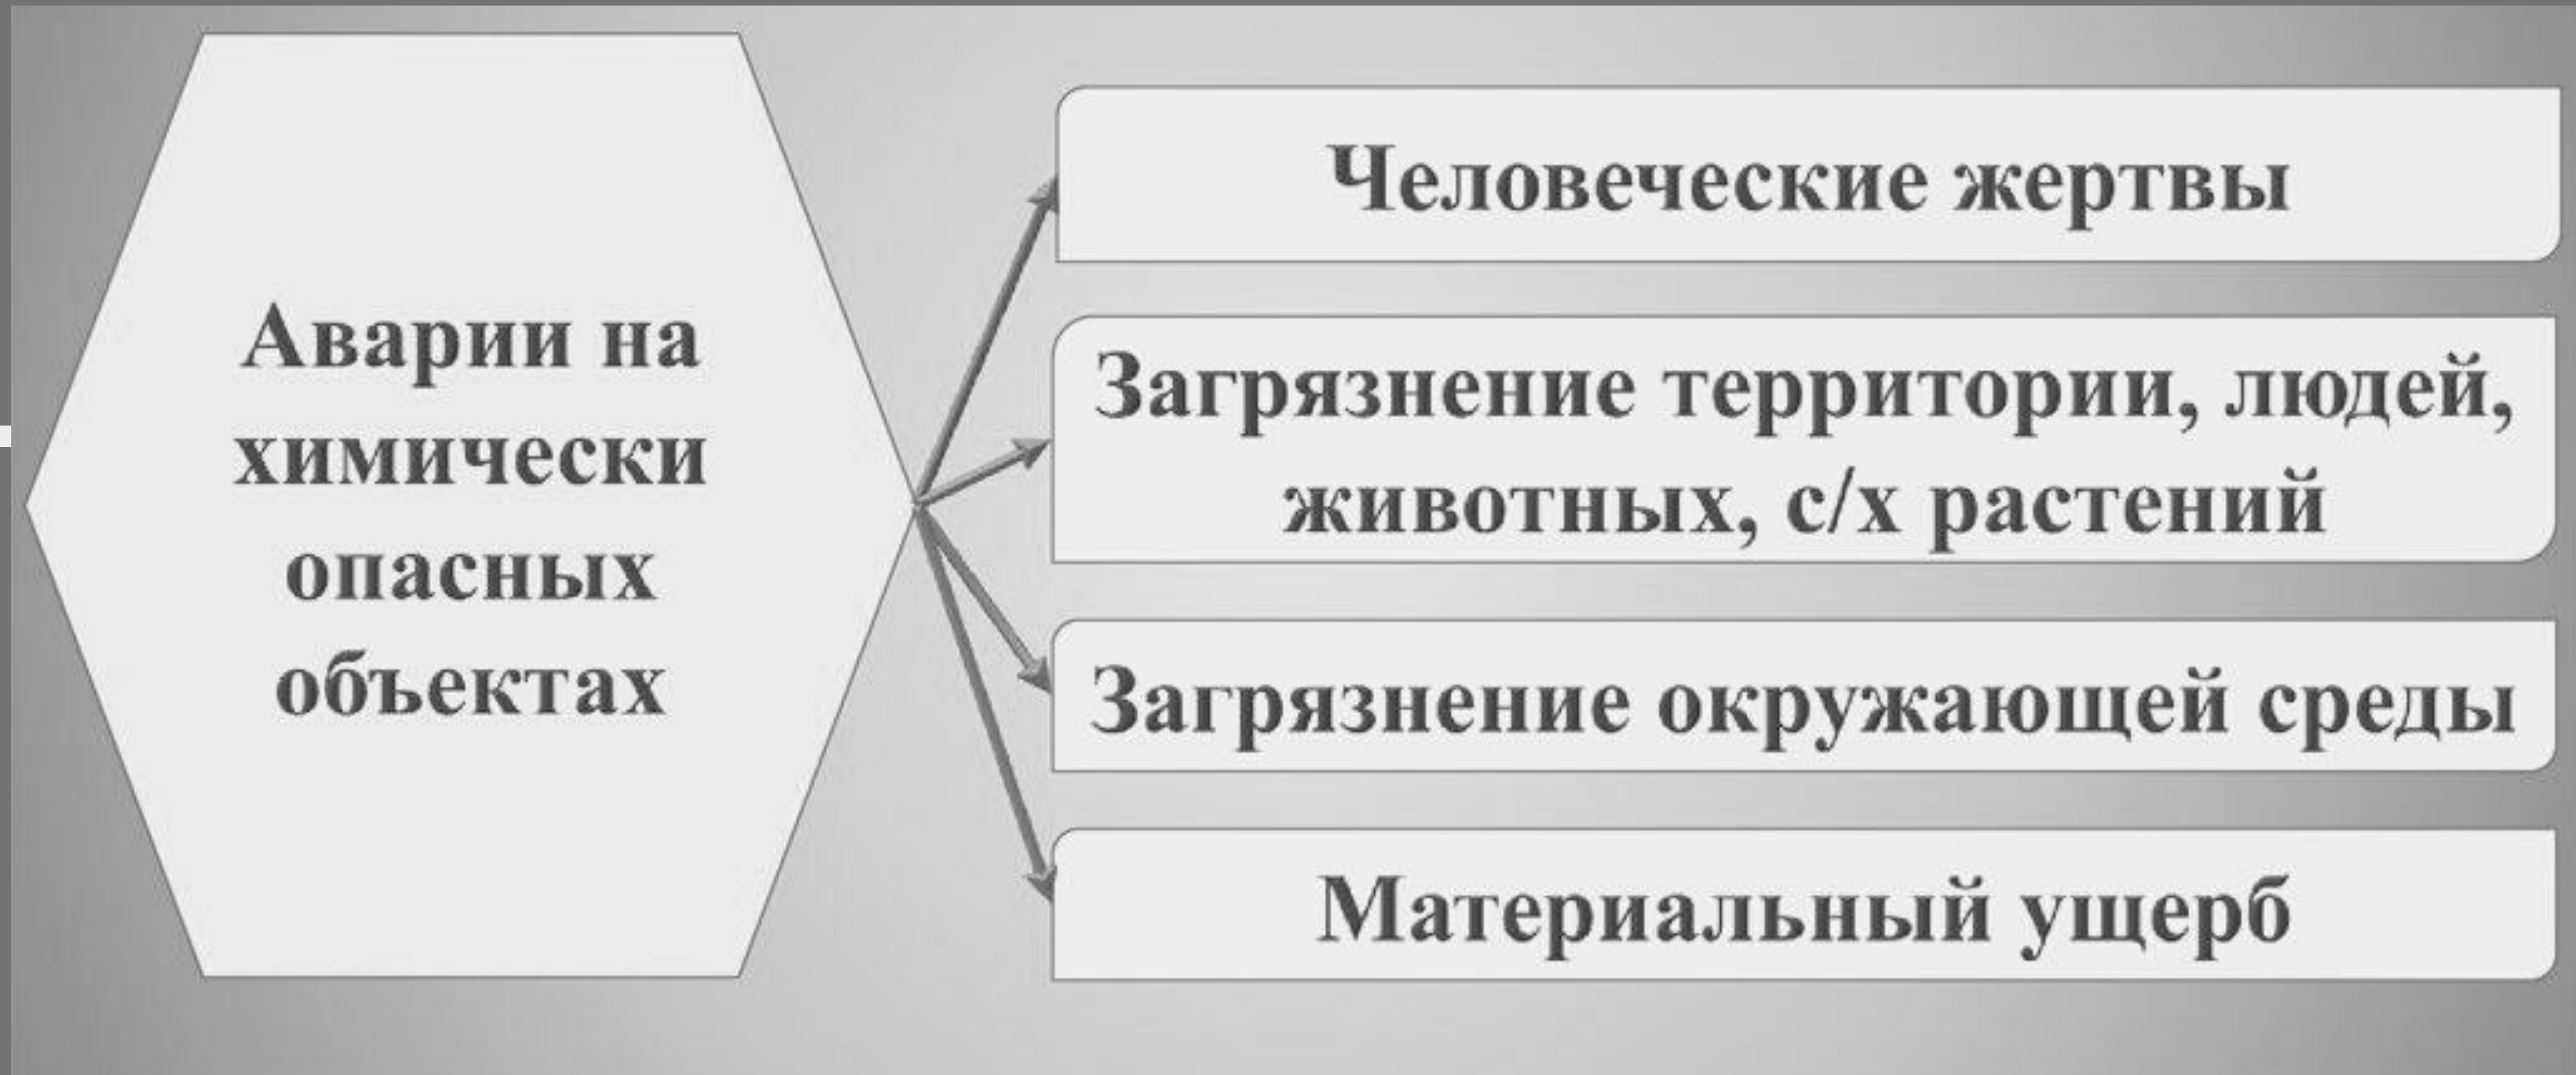 Аварии на
химически
опасных
объектах
Человеческие жертвы
Загрязнение территории, людей,
животных, с/х растений
Загрязнение окружающей среды
Материальный ущерб